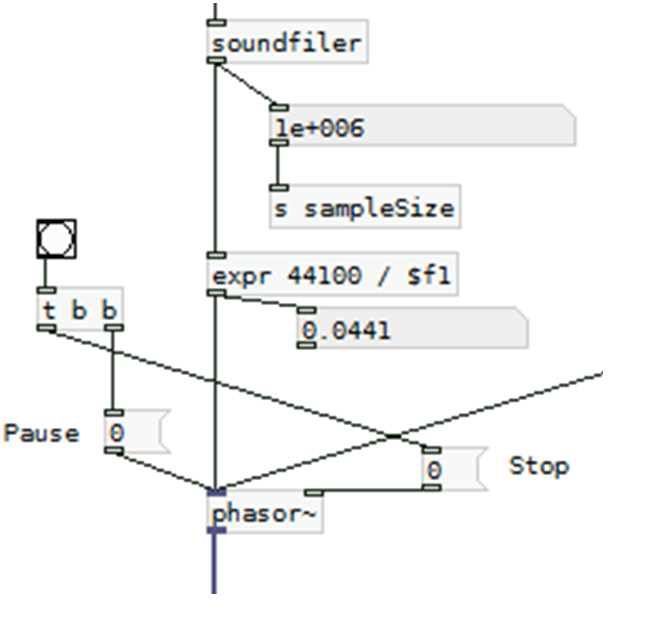 soundfiler
1e+006
s sampleSize
expr 44100 / $f1
t b b
0.0441
Pause
0
0
Stop
phasor~